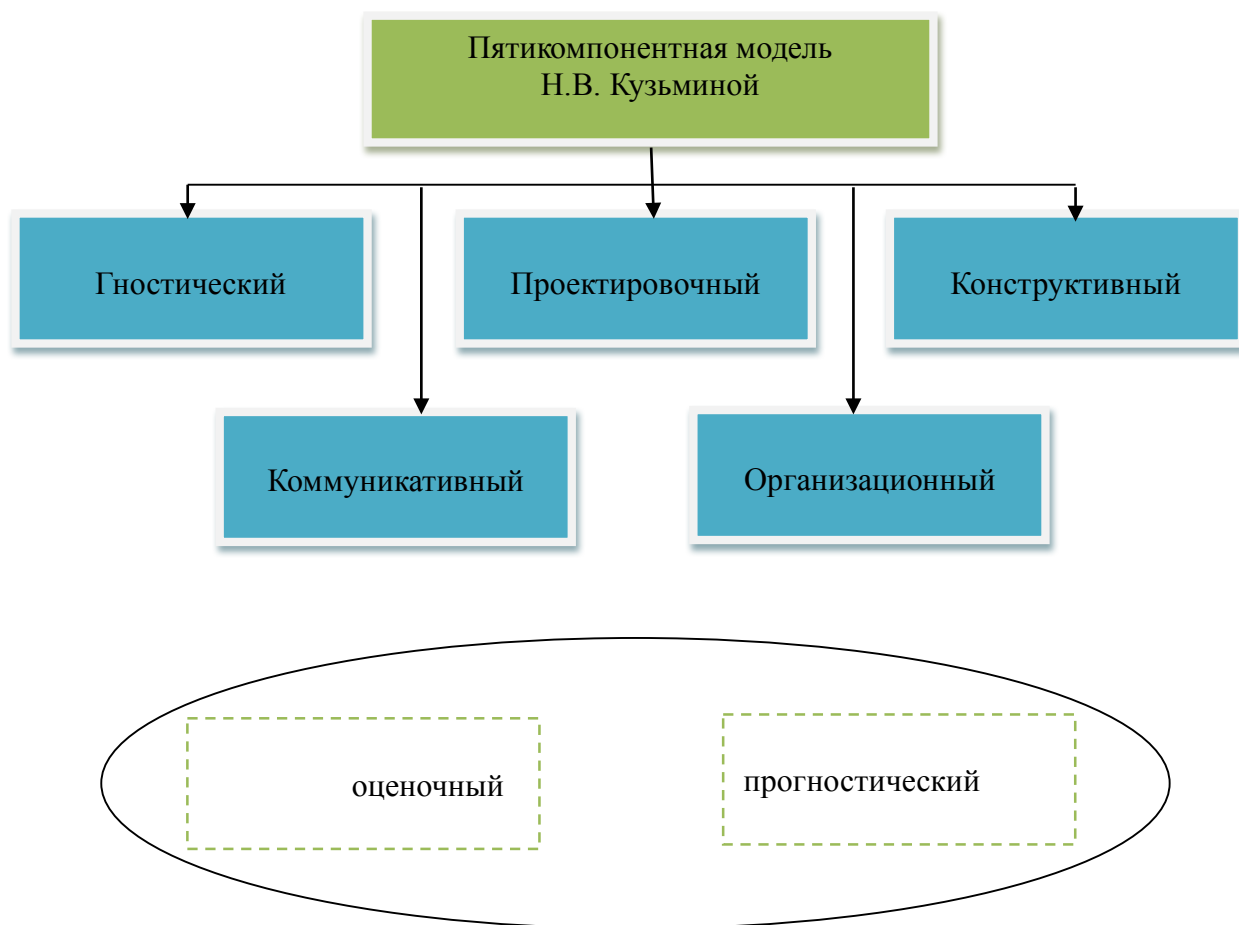 Пятикомпонентная модель
Н.В. Кузьминой
Гностический
Проектировочный
Конструктивный
Коммуникативный
Организационный
оценочный
прогностический